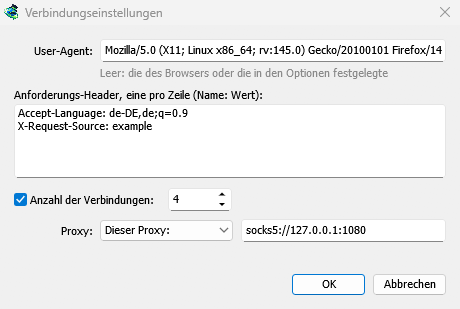 Verbindungseinstellungen
User-Agent: Mozilla/5.0 (X11; Linux x86_64; rv:145.0) Gecko/20100101 Firefox/14
Leer: die des Browsers oder die in den Optionen festgelegte
Anforderungs-Header, eine pro Zeile (Name: Wert):
Accept-Language: de-DE,de;q=0.9
X-Request-Source: example
Anzahl der Verbindungen: 4
Proxy: Dieser Proxy: socks5://127.0.0.1:1080
OK Abbrechen